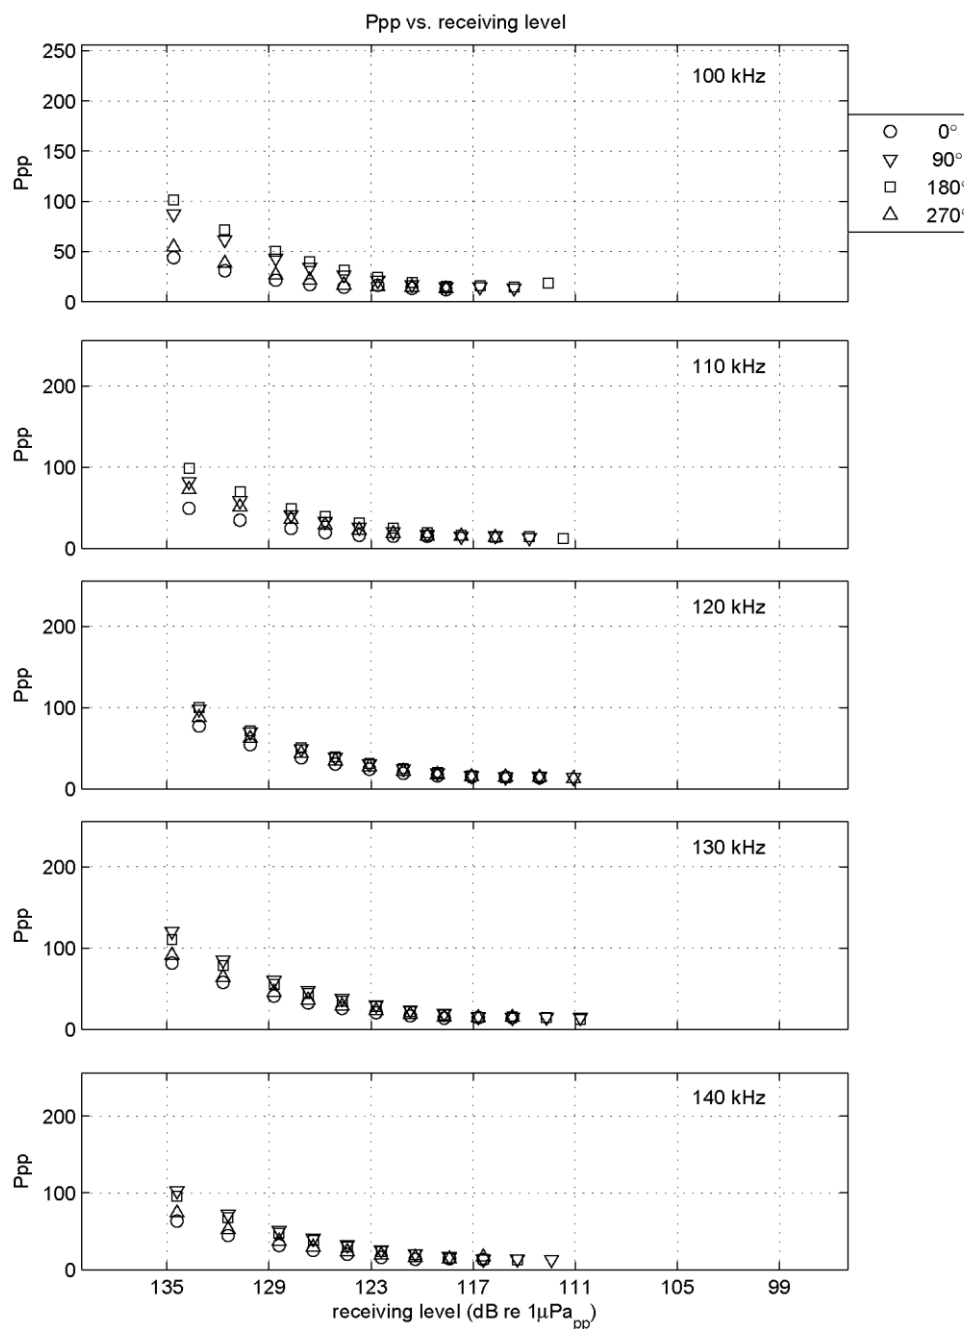 Ppp vs. receiving level
250
200
150
100
50
0
Ppp
100 kHz
0°
90°
180°
270°
200
100
0
Ppp
110 kHz
200
100
0
Ppp
120 kHz
200
100
0
Ppp
130 kHz
200
100
0
Ppp
140 kHz
135 129 123 117 111 105 99
receiving level (dB re 1μPa_pp)